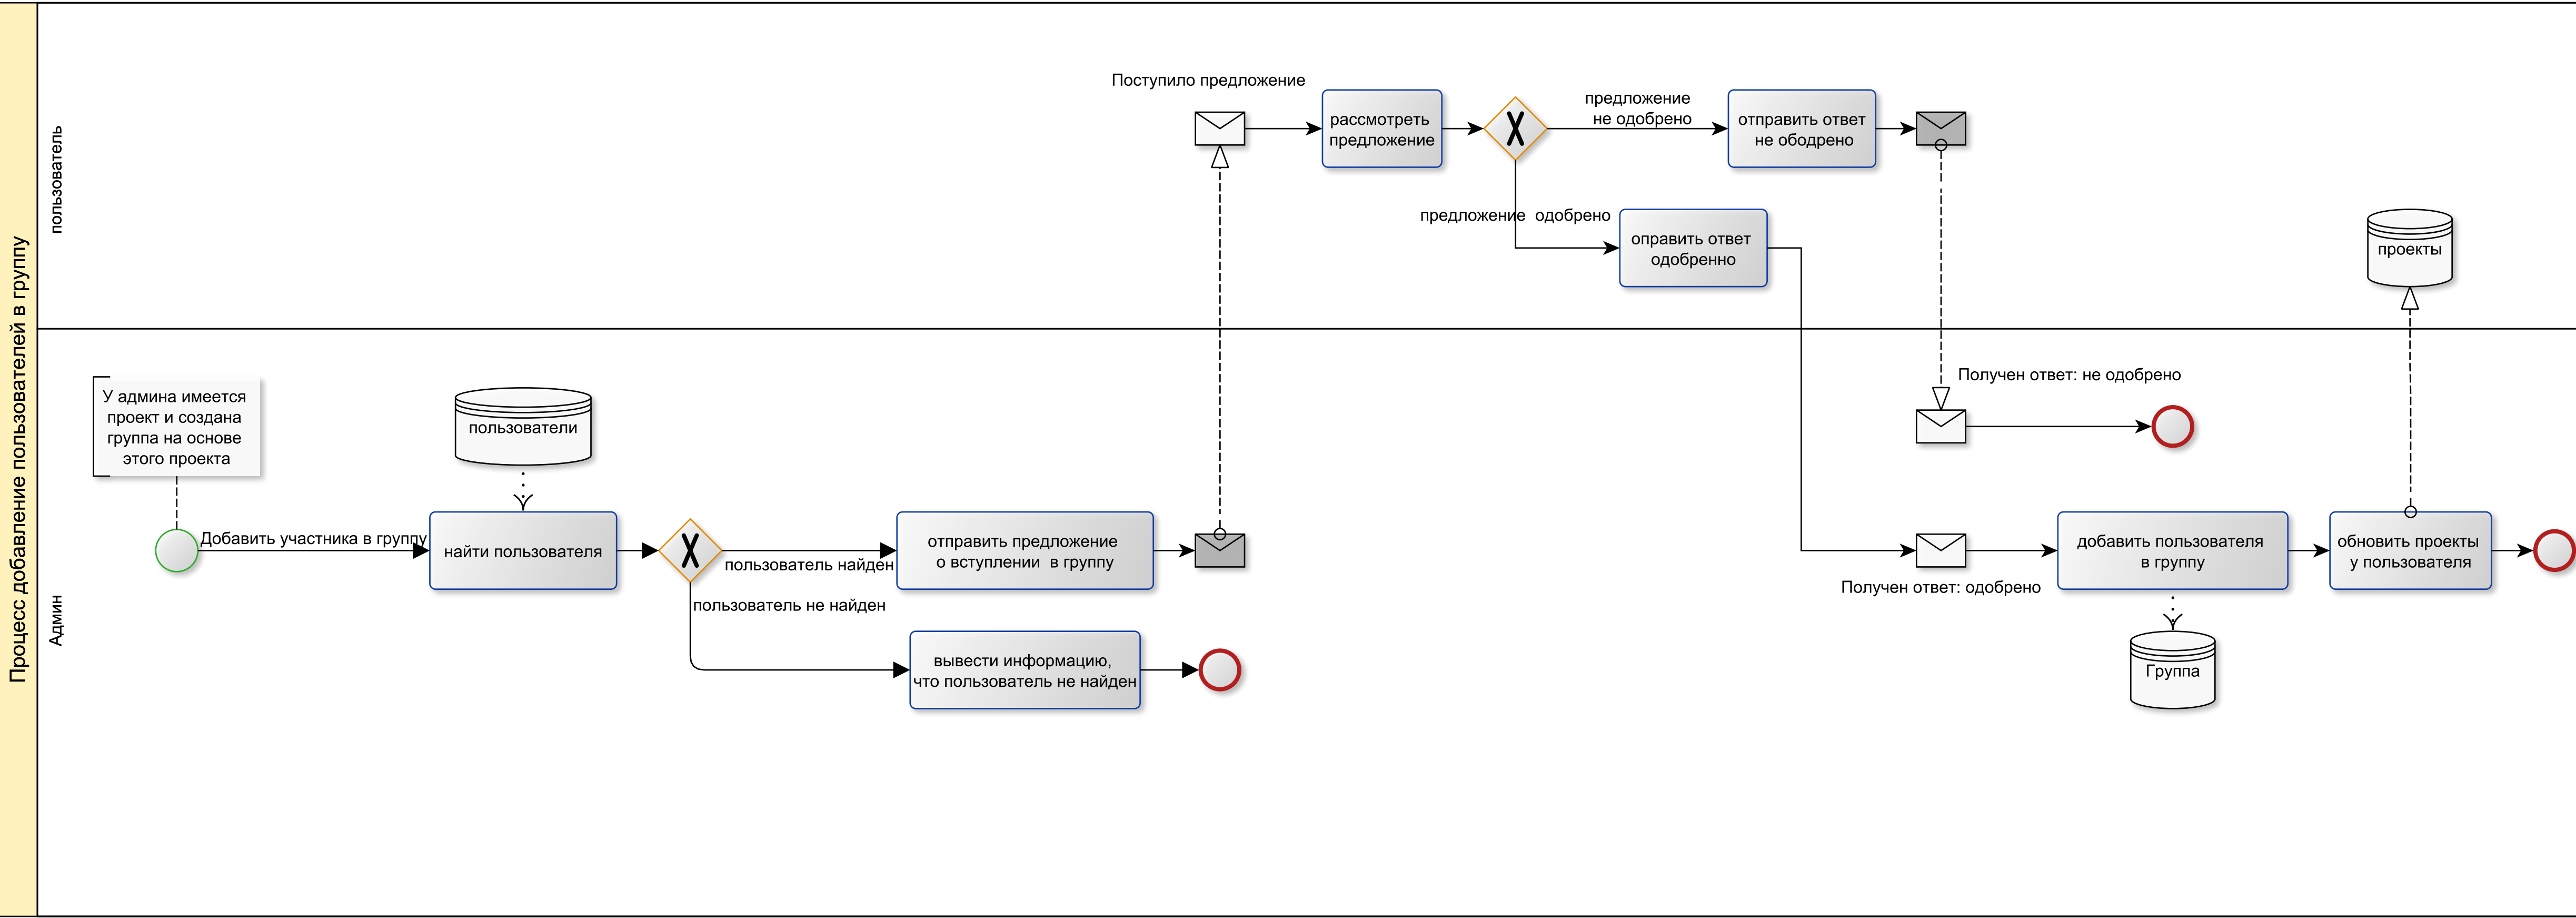 Процесс добавление пользователей в группу
пользователь
Поступило предложение
рассмотреть
предложение
предложение
не одобрено
отправить ответ
не ободрено
предложение  одобрено
оправить ответ
одобренно
проекты
Админ
У админа имеется
проект и создана
группа на основе
этого проекта
Добавить участника в группу
пользователи
найти пользователя
пользователь найден
отправить предложение
о вступлении  в группу
пользователь не найден
вывести информацию,
что пользователь не найден
Получен ответ: не одобрено
Получен ответ: одобрено
добавить пользователя
в группу
Группа
обновить проекты
у пользователя